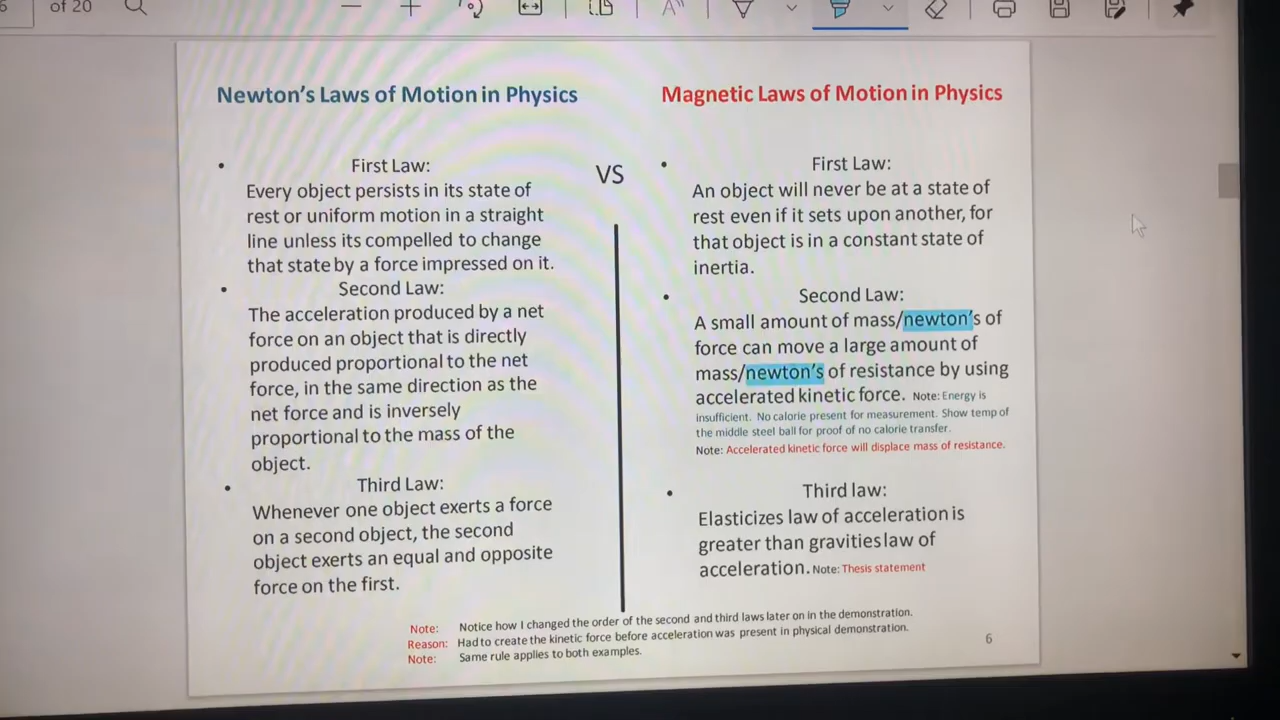 of 20
Newton's Laws of Motion in Physics
Magnetic Laws of Motion in Physics
VS
• First Law:
Every object persists in its state of
rest or uniform motion in a straight
line unless its compelled to change
that state by a force impressed on it.
• Second Law:
The acceleration produced by a net
force on an object that is directly
produced proportional to the net
force, in the same direction as the
net force and is inversely
proportional to the mass of the
object.
• Third Law:
Whenever one object exerts a force
on a second object, the second
object exerts an equal and opposite
force on the first.
• First Law:
An object will never be at a state of
rest even if it sets upon another, for
that object is in a constant state of
inertia.
• Second Law:
A small amount of mass/newton's of
force can move a large amount of
mass/newton's of resistance by using
accelerated kinetic force. Note: Energy is
insufficient. No calorie present for measurement. Show temp of
the middle steel ball for proof of no calorie transfer.
Note: Accelerated kinetic force will displace mass of resistance.
• Third law:
Elasticizes law of acceleration is
greater than gravities law of
acceleration. Note: Thesis statement
Note: Notice how I changed the order of the second and third laws later on in the demonstration.
Reason: Had to create the kinetic force before acceleration was present in physical demonstration.
Note: Same rule applies to both examples.
6